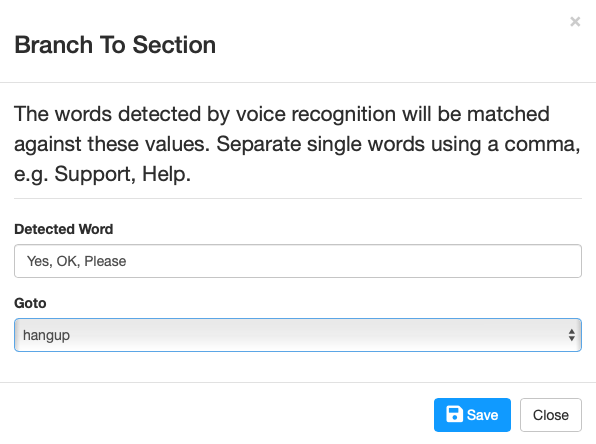 ×
Branch To Section
The words detected by voice recognition will be matched
against these values. Separate single words using a comma,
e.g. Support, Help.
Detected Word
Yes, OK, Please
Goto
hangup
Save
Close